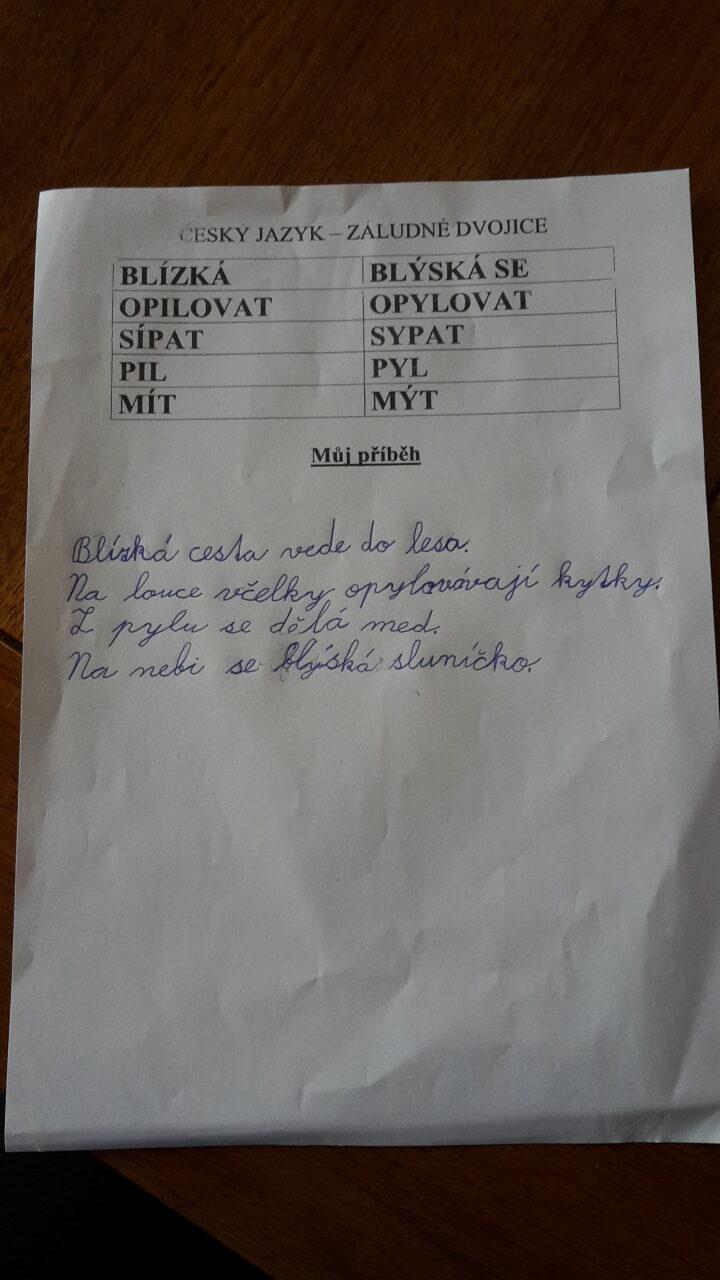 ČESKÝ JAZYK – ZÁLUDNÉ DVOJICE
BLÍZKÁ BLÝSKÁ SE
OPILOVAT OPYLOVAT
SÍPAT SYPAT
PIL PYL
MÍT MÝT
Můj příběh
Blízká cesta vede do lesa.
Na louce včelky opylovávají kytky.
Z pylu se dělá med.
Na nebi se blýská sluníčko.